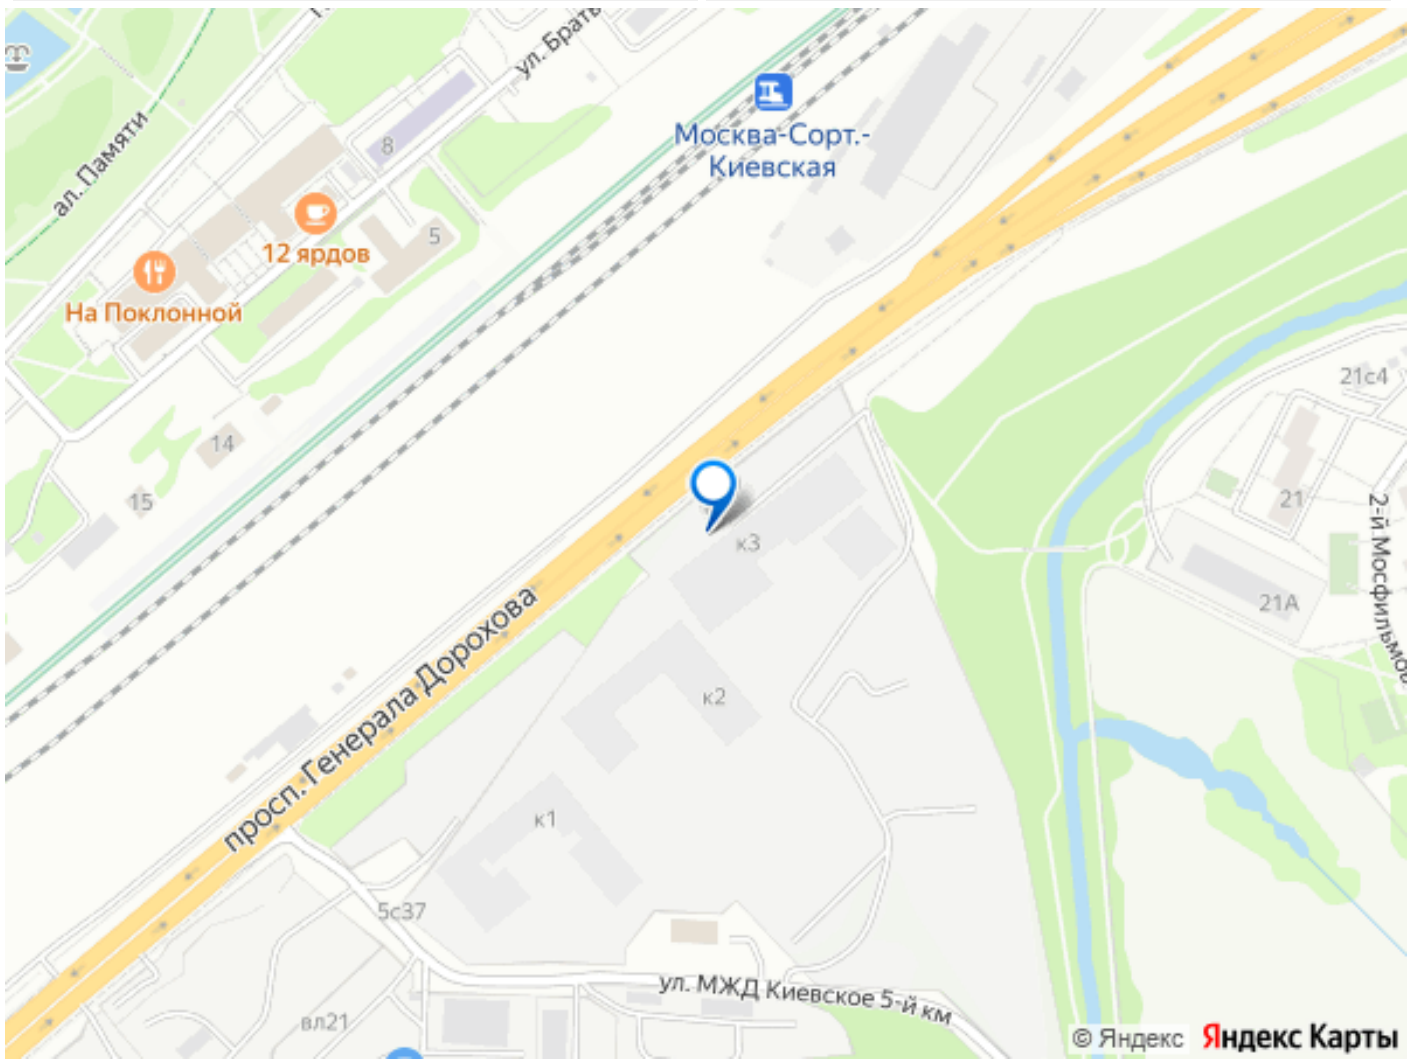 ул. Брать
8
Москва-Сорт.-
Киевская
ал. Памяти
5
12 ярдов
На Поклонной
21с4
14
15
21
к3
2-й Мосфильмов
21А
просп. Генерала Дорохова
к2
к1
5с37
ул. МЖД Киевское 5-й км
вл21
© Яндекс Яндекс Карты